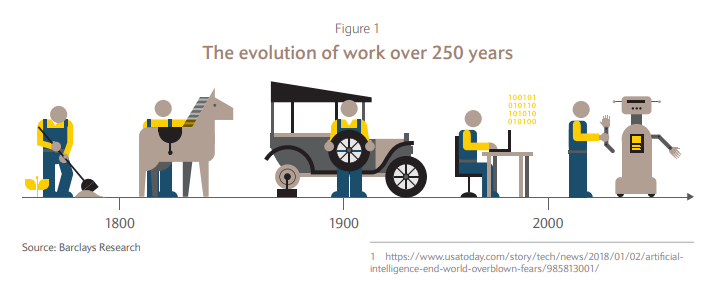 Figure 1
The evolution of work over 250 years
100101
010110
101010
010100
1800
1900
2000
Source: Barclays Research
1 https://www.usatoday.com/story/tech/news/2018/01/02/artificial-
intelligence-end-world-overblown-fears/985813001/